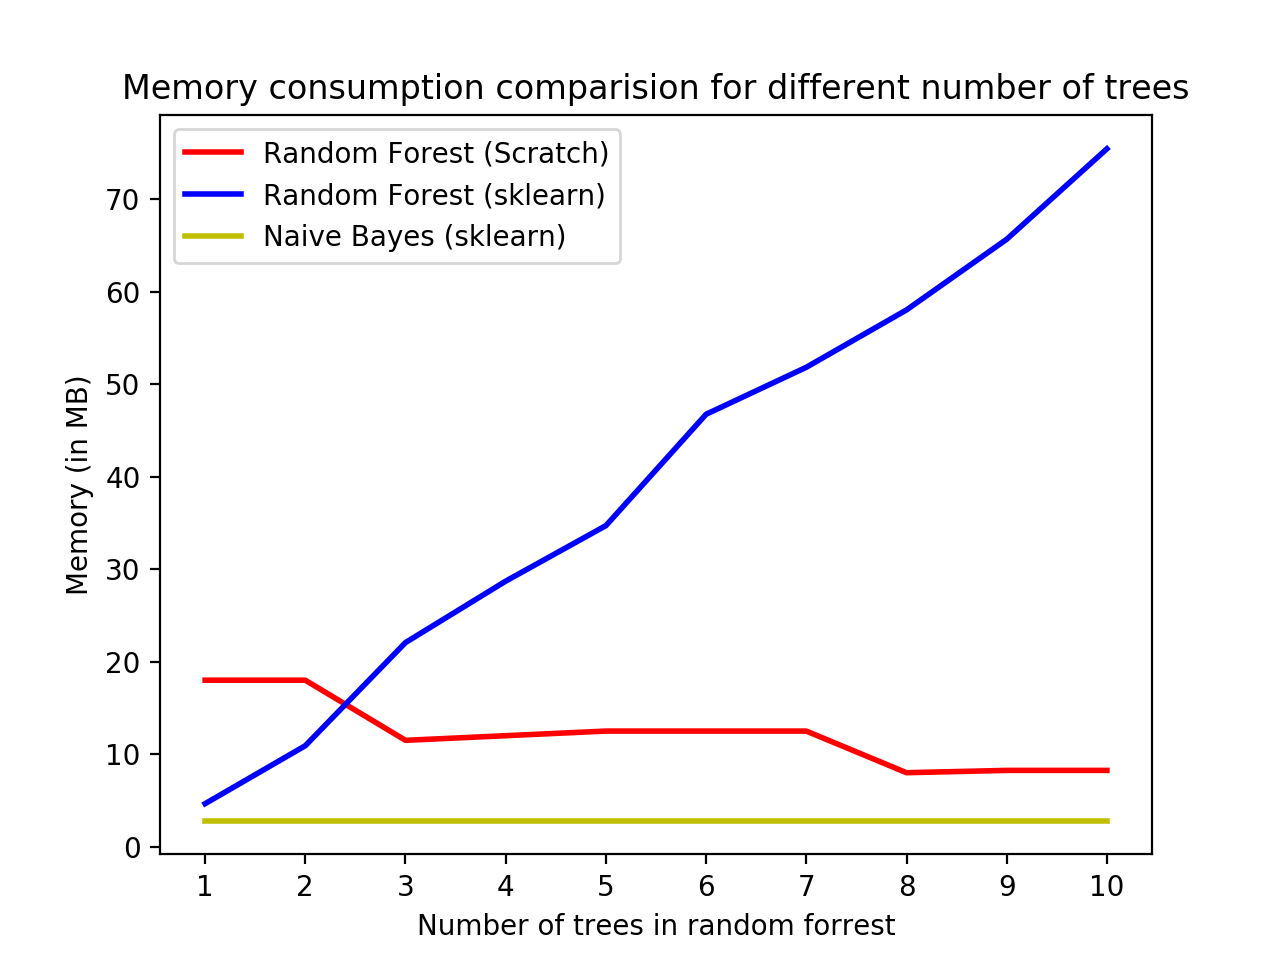 Memory consumption comparision for different number of trees
Random Forest (Scratch)
Random Forest (sklearn)
Naive Bayes (sklearn)
Memory (in MB)
70
60
50
40
30
20
10
0
1 2 3 4 5 6 7 8 9 10
Number of trees in random forrest